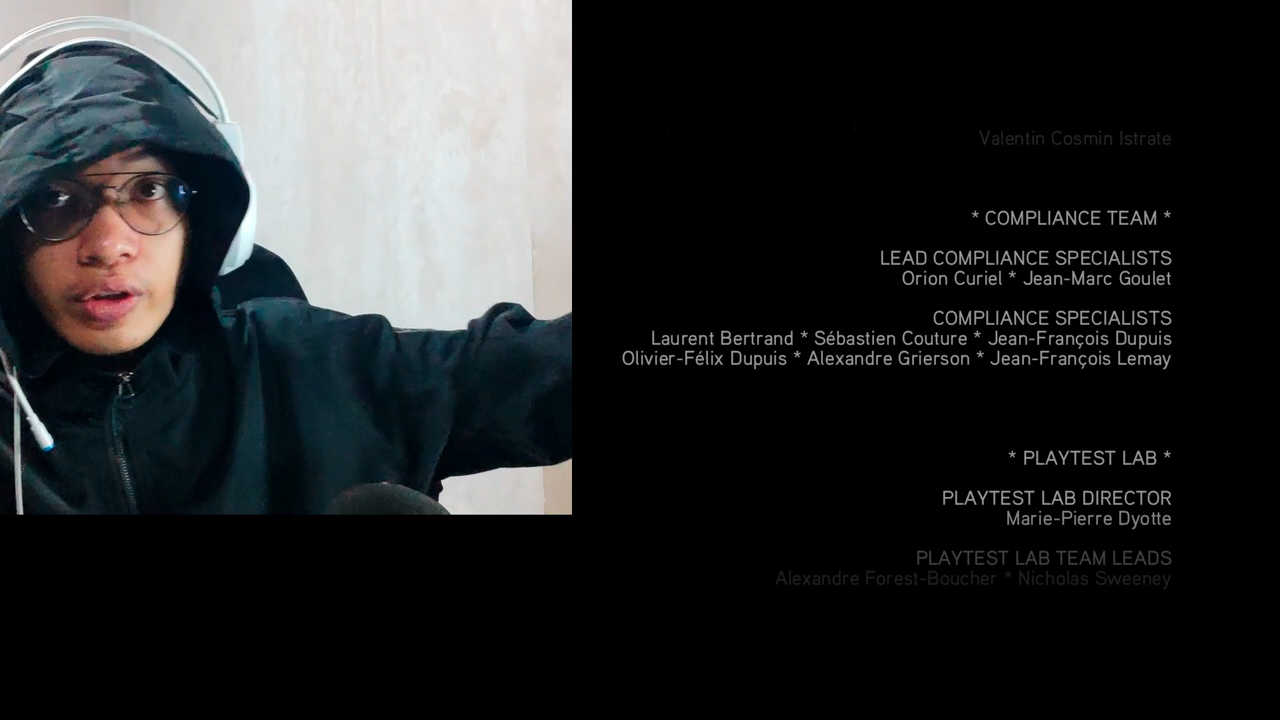 Valentin Cosmin Istrate
* COMPLIANCE TEAM *
LEAD COMPLIANCE SPECIALISTS
Orion Curiel * Jean-Marc Goulet
COMPLIANCE SPECIALISTS
Laurent Bertrand * Sébastien Couture * Jean-François Dupuis
Olivier-Félix Dupuis * Alexandre Grierson * Jean-François Lemay
* PLAYTEST LAB *
PLAYTEST LAB DIRECTOR
Marie-Pierre Dyotte
PLAYTEST LAB TEAM LEADS
Alexandre Forest-Boucher * Nicholas Sweeney